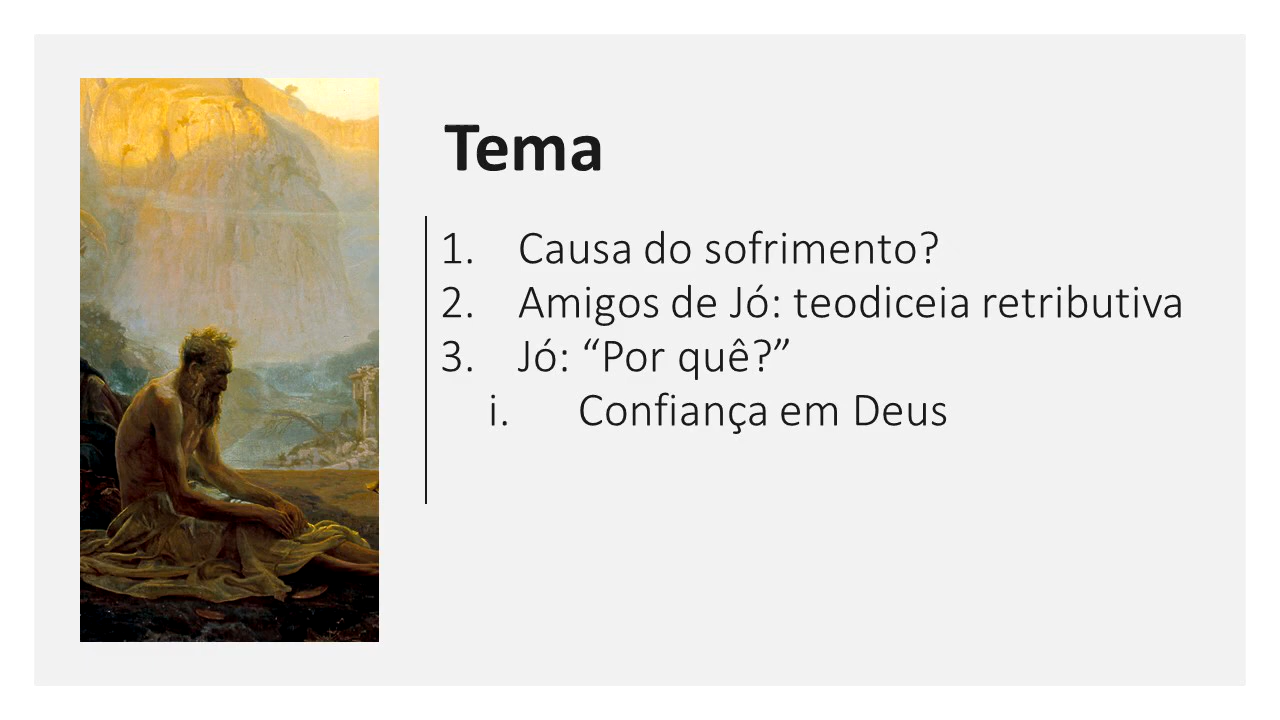 Tema
1. Causa do sofrimento?
2. Amigos de Jó: teodiceia retributiva
3. Jó: “Por quê?”
i. Confiança em Deus